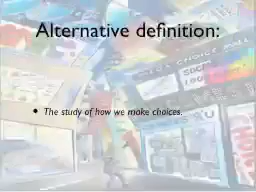 Alternative definition:
• The study of how we make choices.